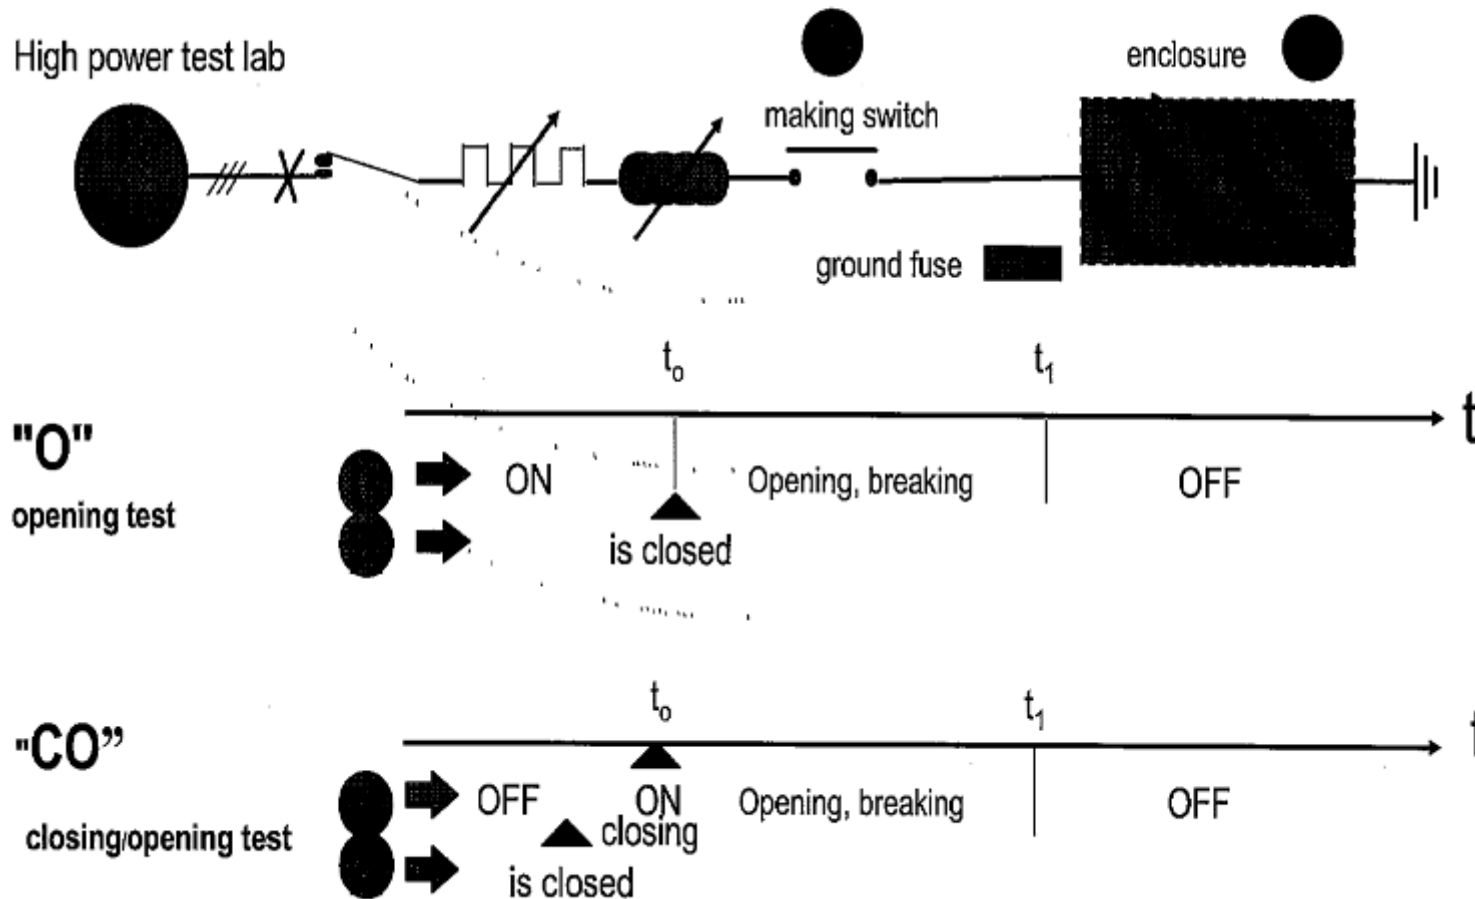 High power test lab
making switch
enclosure
ground fuse
t₀
t₁
t
"O"
opening test
ON
Opening, breaking
OFF
is closed
t₀
t₁
"CO”
closing/opening test
OFF
ON
Opening, breaking
OFF
closing
is closed